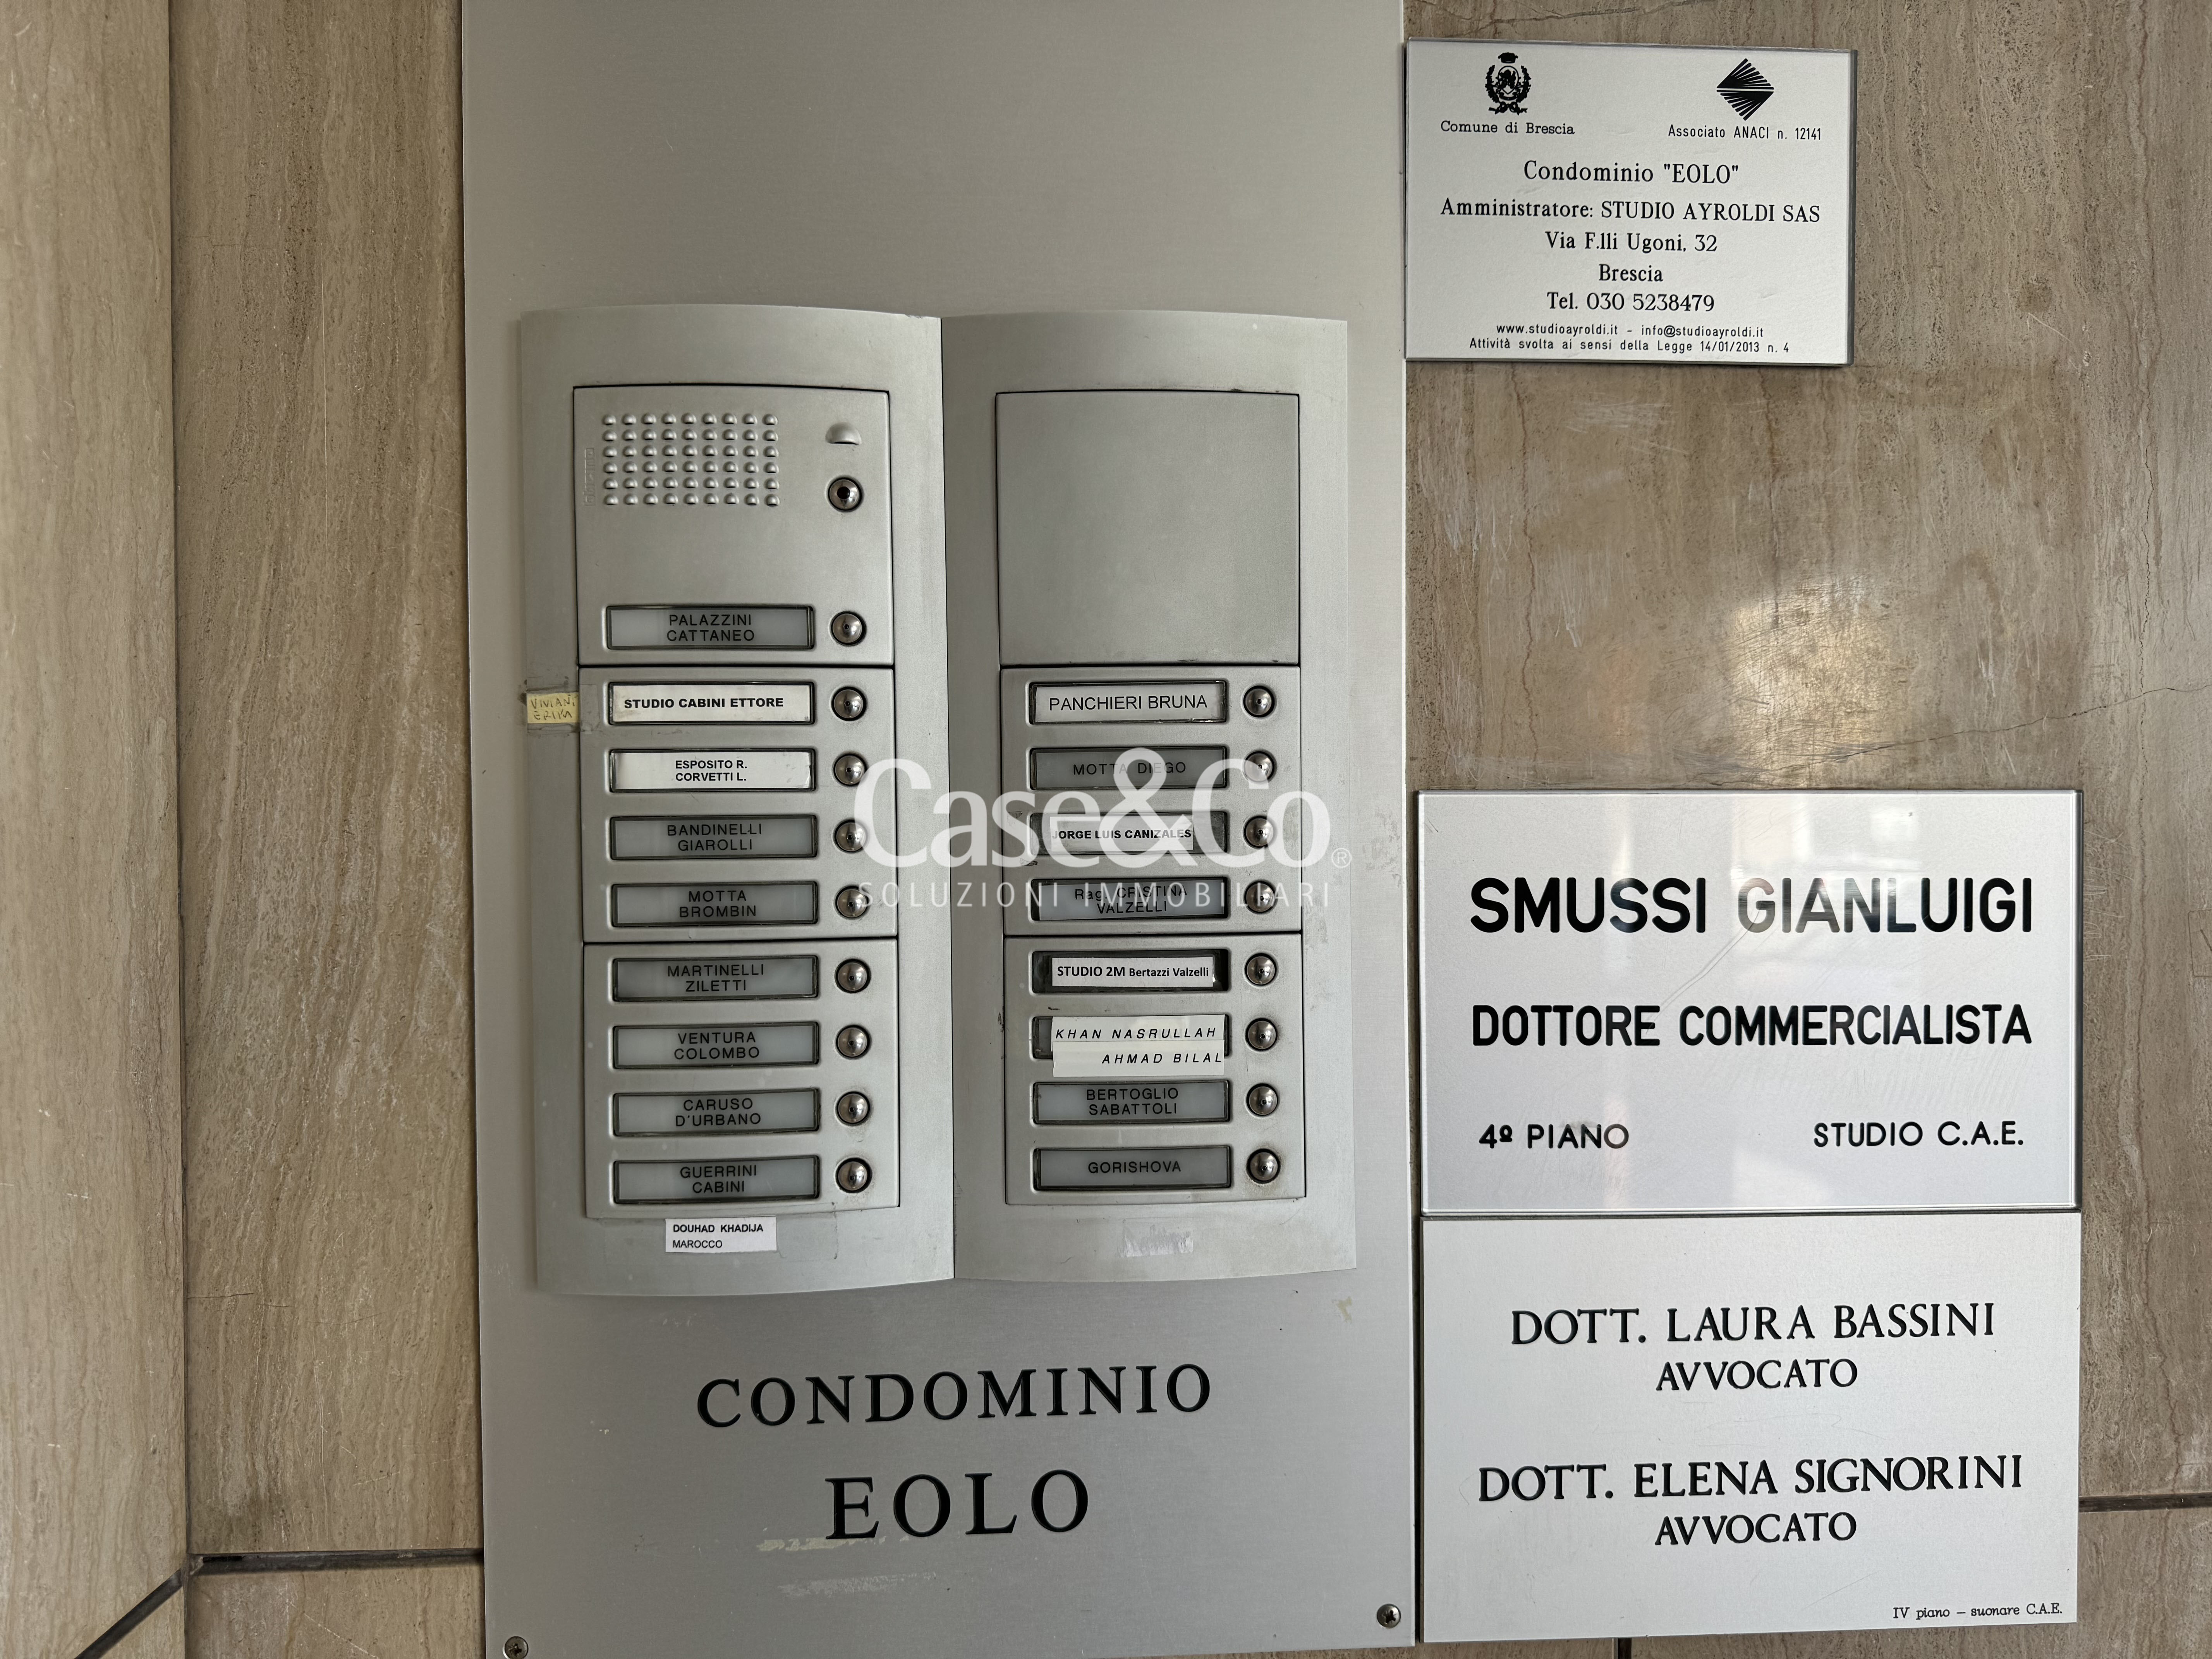 Comune di Brescia
Associato ANACI n. 12141
Condominio "EOLO"
Amministratore: STUDIO AYROLDI SAS
Via F.lli Ugoni, 32
Brescia
Tel. 030 5238479
www.studioayroldi.it - info@studioayroldi.it
Attività svolta ai sensi della Legge 14/01/2013 n. 4
PALAZZINI
CATTANEO
VIVIANI
ERIKA
STUDIO CABINI ETTORE
ESPOSITO R.
CORVETTI L.
BANDINELLI
GIAROLLI
MOTTA
BROMBIN
MARTINELLI
ZILETTI
VENTURA
COLOMBO
CARUSO
D'URBANO
GUERRINI
CABINI
DOUHAD KHADIJA
MAROCCO
PANCHIERI BRUNA
MOTTA DIEGO
JORGE LUIS CANIZALES
Rag. CRISTINA
VALZELLI
STUDIO 2M Bertazzi Valzelli
KHAN NASRULLAH
AHMAD BILAL
BERTOGLIO
SABATTOLI
GORISHOVA
Case&Co®
SOLUZIONI IMMOBILIARI
CONDOMINIO
EOLO
SMUSSI GIANLUIGI
DOTTORE COMMERCIALISTA
4º PIANO STUDIO C.A.E.
DOTT. LAURA BASSINI
AVVOCATO
DOTT. ELENA SIGNORINI
AVVOCATO
IV piano - suonare C.A.E.